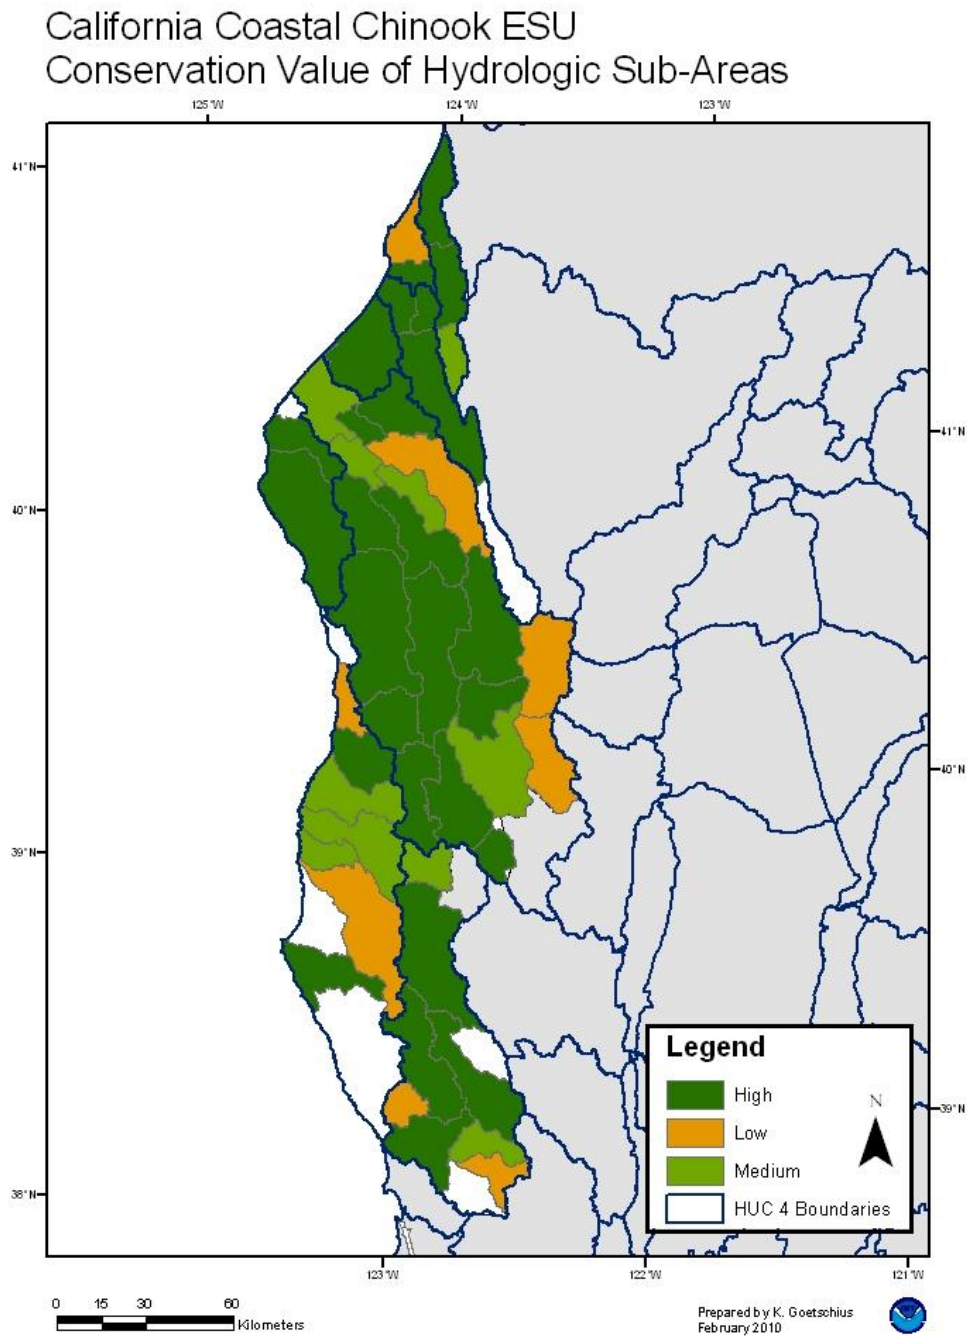 California Coastal Chinook ESU
Conservation Value of Hydrologic Sub-Areas
125°W 124°W 123°W
41°N
41°N
40°N
40°N
39°N
39°N
38°N
123°W 122°W 121°W
Legend
High
Low
Medium
HUC 4 Boundaries
N
0 15 30 60
Kilometers
Prepared by K. Goetschius
February 2010